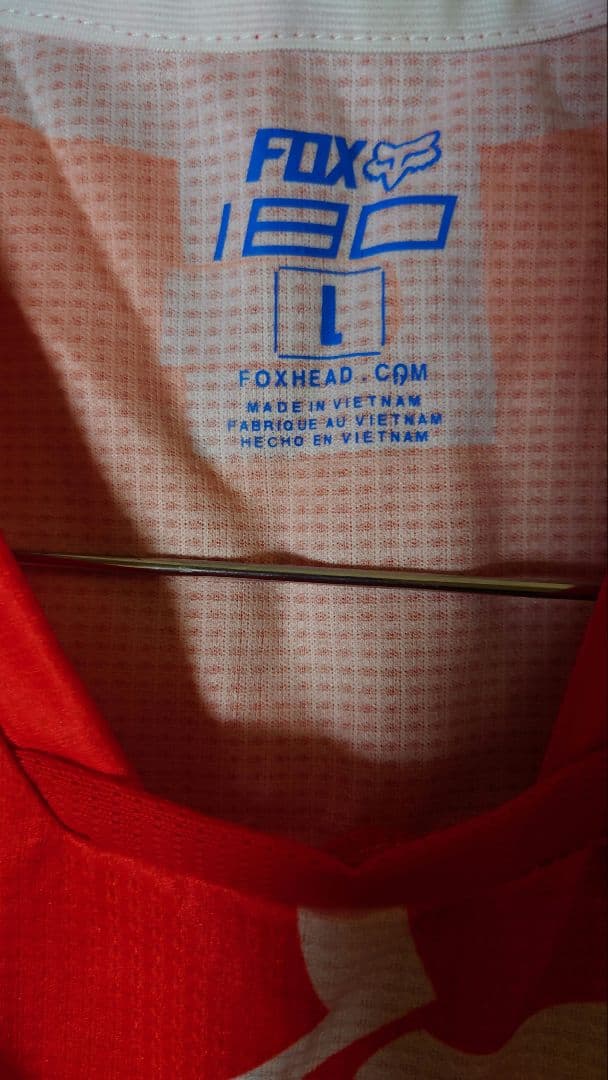 FOX
180
L
FOXHEAD.COM
MADE IN VIETNAM
FABRIQUE AU VIETNAM
HECHO EN VIETNAM